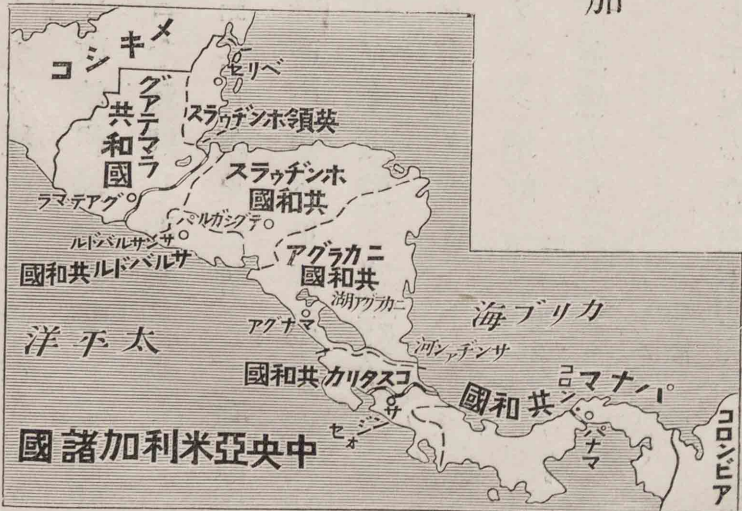 加
メキシコ
ベリセ
グアテマラ
共和國
英領ホンヂゥラス
ホンヂゥラス
共和國
グアテマラ
テグシガルパ
サンサルバドル
サルバドル共和國
ニカラグア
共和國
ニカラグア湖
マナグア
カリブ海
太平洋
サンヂァン河
コスタリカ共和國
サンジォセ
パナマ共和國
コロン
パナマ
コロンビア
中央亞米利加諸國